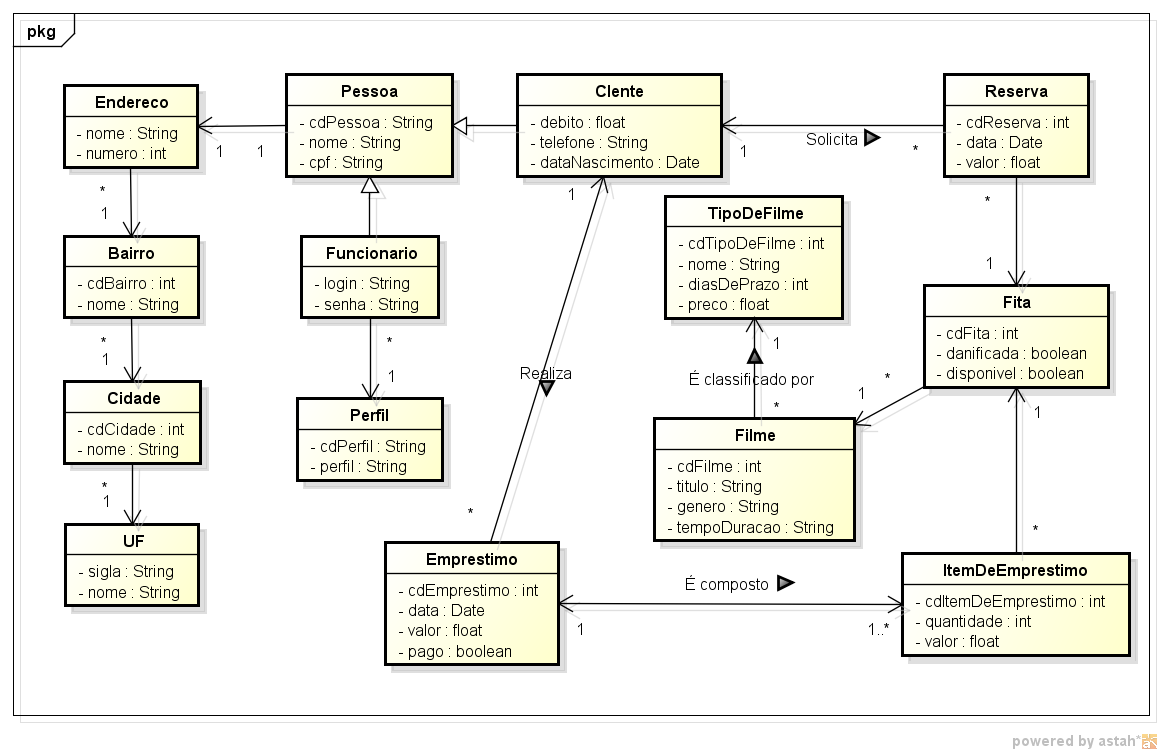 pkg
Endereco
- nome : String
- numero : int
1
1
Pessoa
- cdPessoa : String
- nome : String
- cpf : String
Clente
- debito : float
- telefone : String
- dataNascimento : Date
1
Solicita
*
Reserva
- cdReserva : int
- data : Date
- valor : float
*
1
Bairro
- cdBairro : int
- nome : String
*
1
Cidade
- cdCidade : int
- nome : String
*
1
UF
- sigla : String
- nome : String
Funcionario
- login : String
- senha : String
*
1
Perfil
- cdPerfil : String
- perfil : String
1
Realiza
*
TipoDeFilme
- cdTipoDeFilme : int
- nome : String
- diasDePrazo : int
- preco : float
1
É classificado por
*
Filme
- cdFilme : int
- titulo : String
- genero : String
- tempoDuracao : String
*
1
Fita
- cdFita : int
- danificada : boolean
- disponivel : boolean
*
1
1
*
Emprestimo
- cdEmprestimo : int
- data : Date
- valor : float
- pago : boolean
1
É composto
1..*
ItemDeEmprestimo
- cdItemDeEmprestimo : int
- quantidade : int
- valor : float
powered by astah*